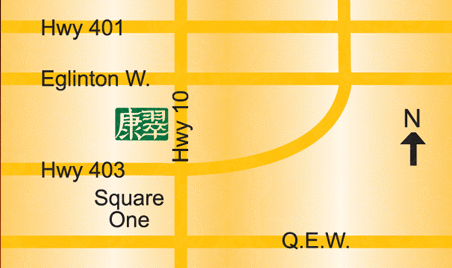 Hwy 401
Eglinton W.
康翠
Hwy 10
N
Hwy 403
Square
One
Q.E.W.